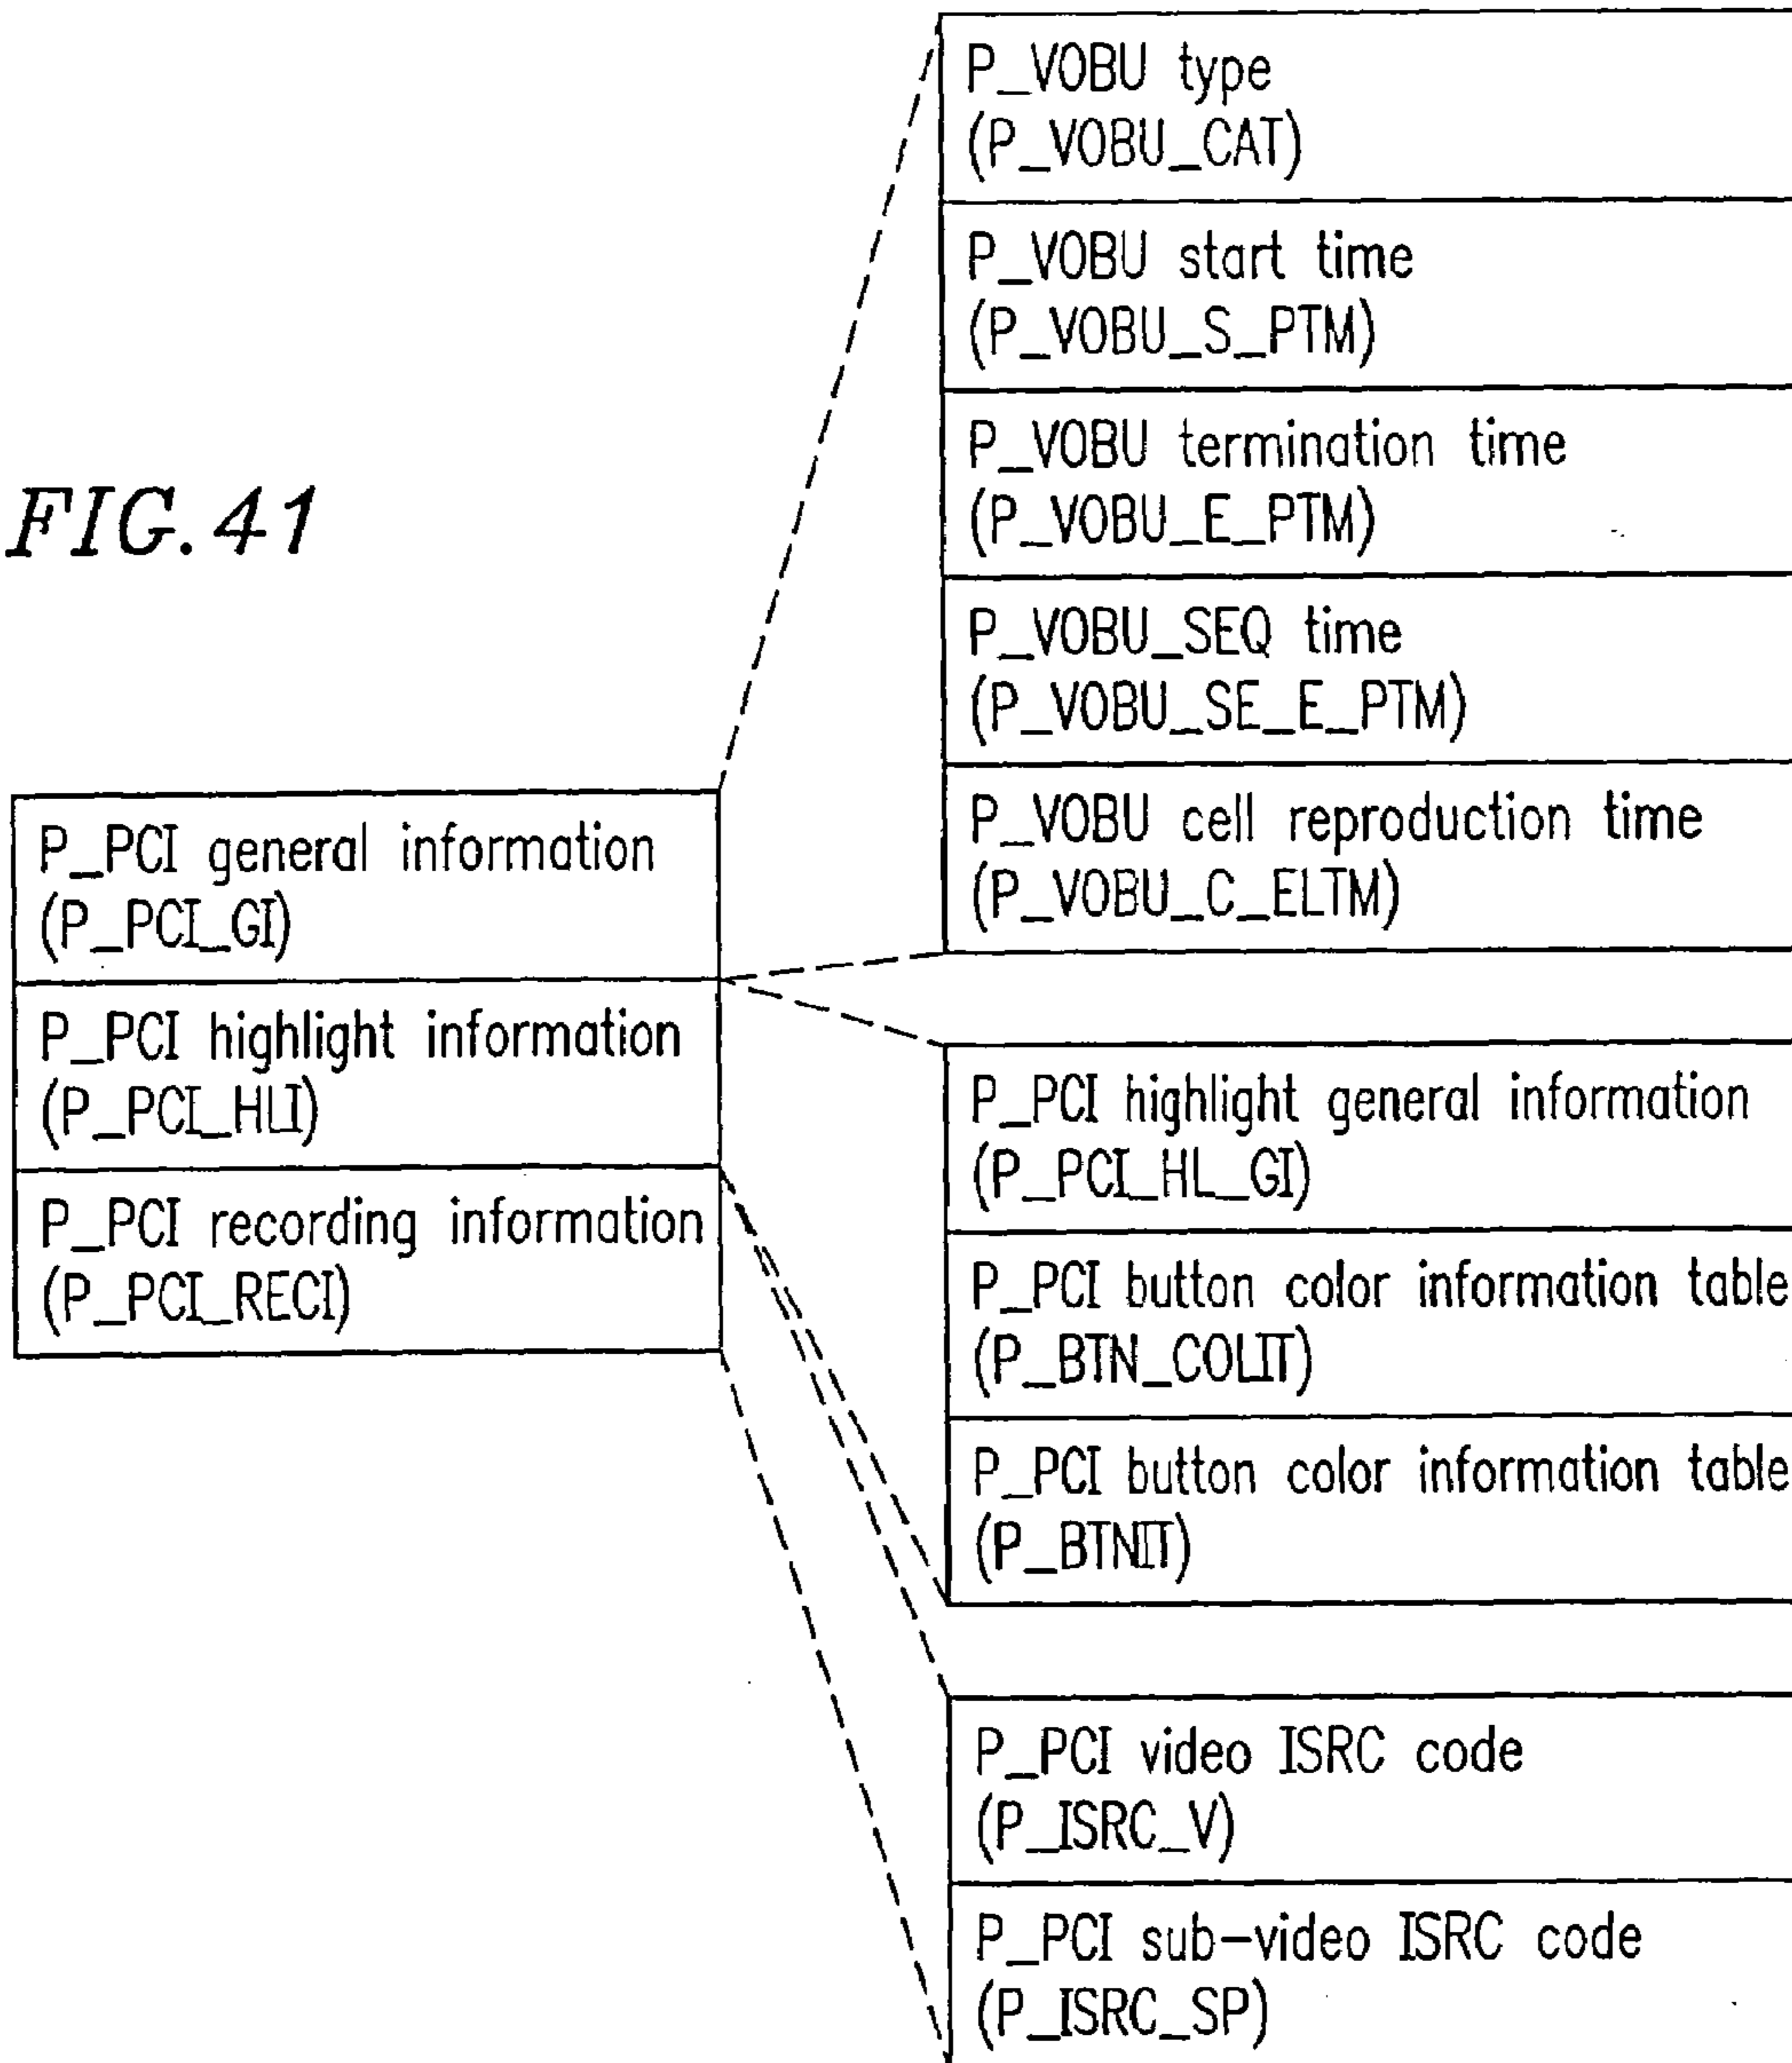 FIG. 41
P_PCI general information
(P_PCI_GI)
P_PCI highlight information
(P_PCI_HLI)
P_PCI recording information
(P_PCI_RECI)
P_VOBU type
(P_VOBU_CAT)
P_VOBU start time
(P_VOBU_S_PTM)
P_VOBU termination time
(P_VOBU_E_PTM)
P_VOBU_SEQ time
(P_VOBU_SE_E_PTM)
P_VOBU cell reproduction time
(P_VOBU_C_ELTM)
P_PCI highlight general information
(P_PCI_HL_GI)
P_PCI button color information table
(P_BTN_COLIT)
P_PCI button color information table
(P_BTNIT)
P_PCI video ISRC code
(P_ISRC_V)
P_PCI sub-video ISRC code
(P_ISRC_SP)